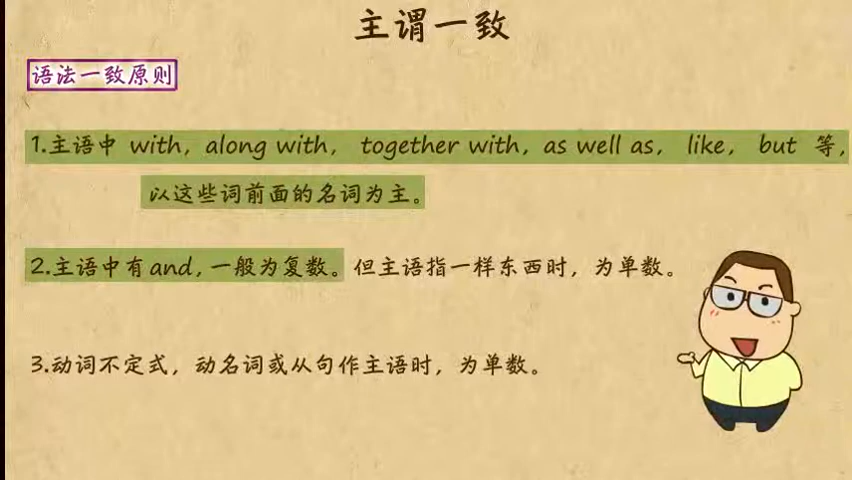 主谓一致
语法一致原则
1.主语中 with, along with, together with, as well as, like, but 等,
以这些词前面的名词为主。
2.主语中有and,一般为复数。但主语指一样东西时，为单数。
3.动词不定式，动名词或从句作主语时，为单数。